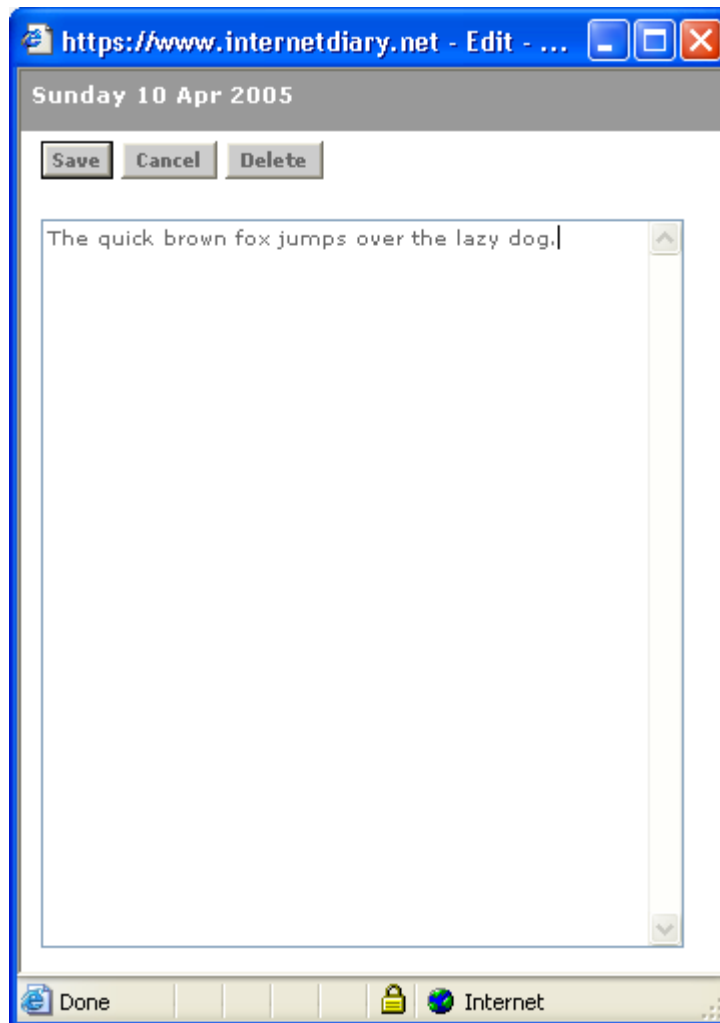 https://www.internetdiary.net - Edit - ...
Sunday 10 Apr 2005
Save Cancel Delete
The quick brown fox jumps over the lazy dog.
Done Internet